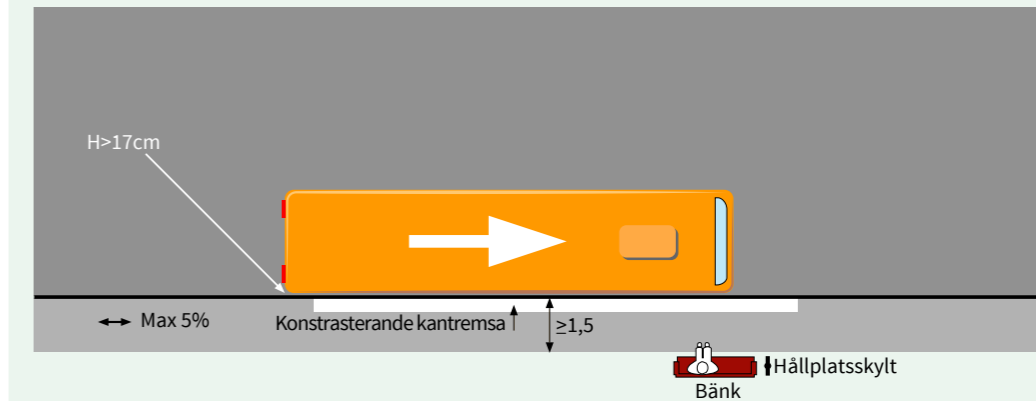 H>17cm
Max 5%
Konstrasterande kantremsa
≥1,5
Hållplatsskylt
Bänk